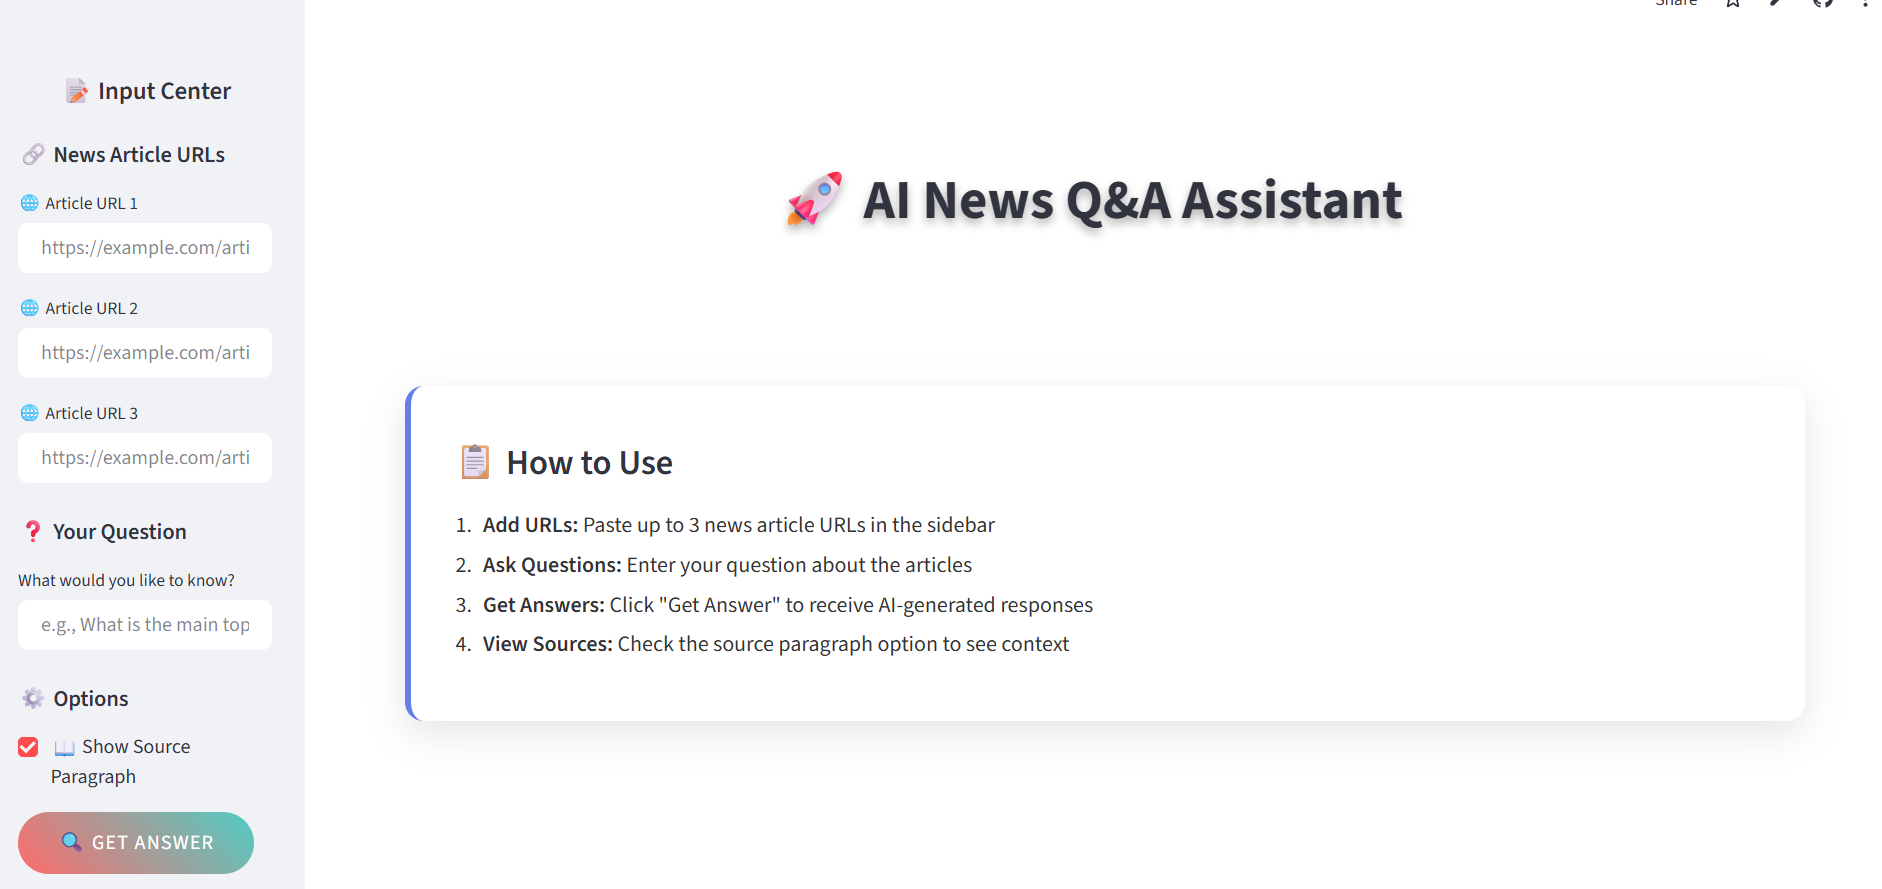 Share
📝 Input Center
🔗 News Article URLs
🌐 Article URL 1
https://example.com/arti
🌐 Article URL 2
https://example.com/arti
🌐 Article URL 3
https://example.com/arti
❓ Your Question
What would you like to know?
e.g., What is the main top
⚙️ Options
📖 Show Source
Paragraph
🔍 GET ANSWER
🚀 AI News Q&A Assistant
📋 How to Use
1. Add URLs: Paste up to 3 news article URLs in the sidebar
2. Ask Questions: Enter your question about the articles
3. Get Answers: Click "Get Answer" to receive AI-generated responses
4. View Sources: Check the source paragraph option to see context